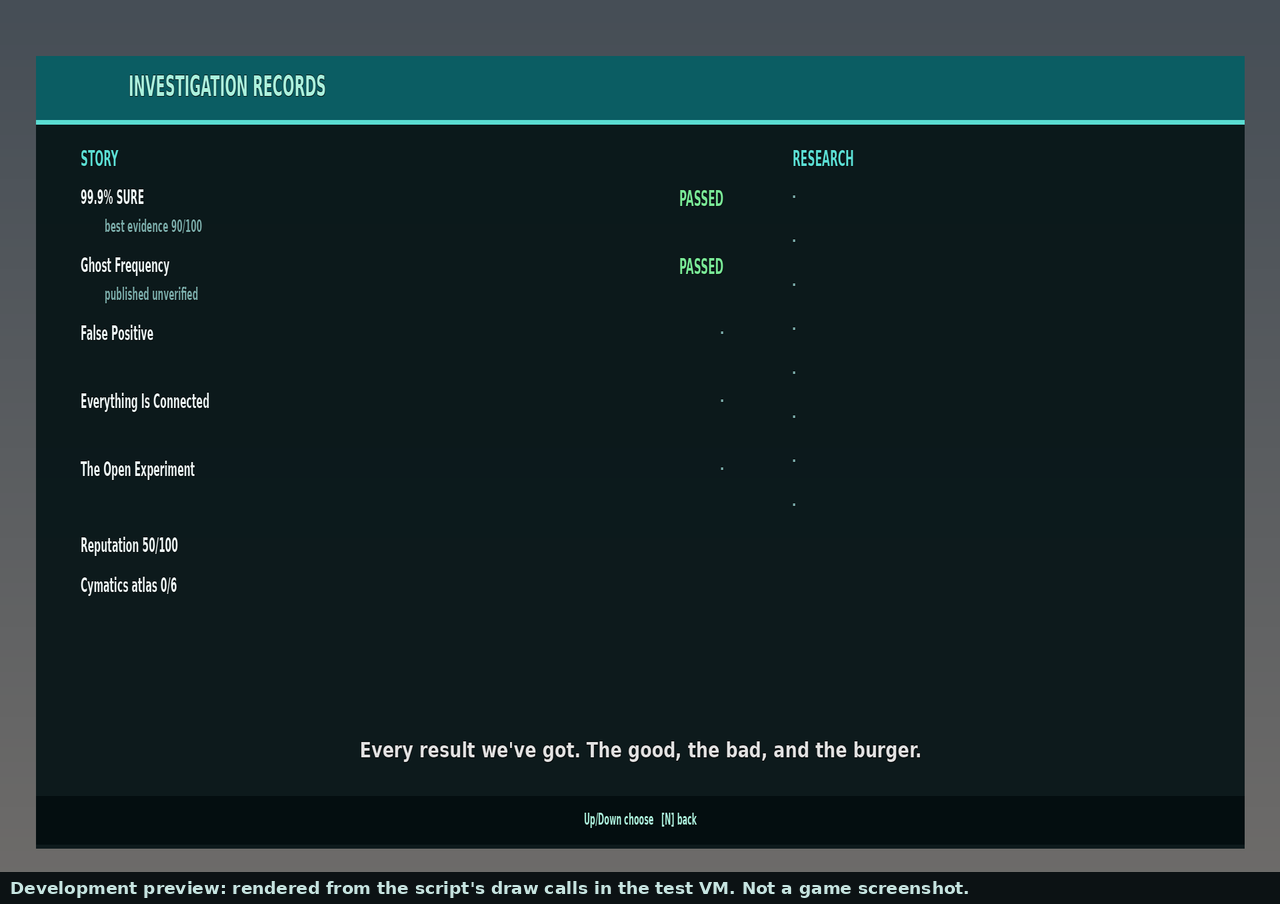 INVESTIGATION RECORDS
STORY
99.9% SURE
PASSED
best evidence 90/100
Ghost Frequency
PASSED
published unverified
False Positive
.
Everything Is Connected
.
The Open Experiment
.
Reputation 50/100
Cymatics atlas 0/6
RESEARCH
.
.
.
.
.
.
.
.
Every result we've got. The good, the bad, and the burger.
Up/Down choose [N] back
Development preview: rendered from the script's draw calls in the test VM. Not a game screenshot.